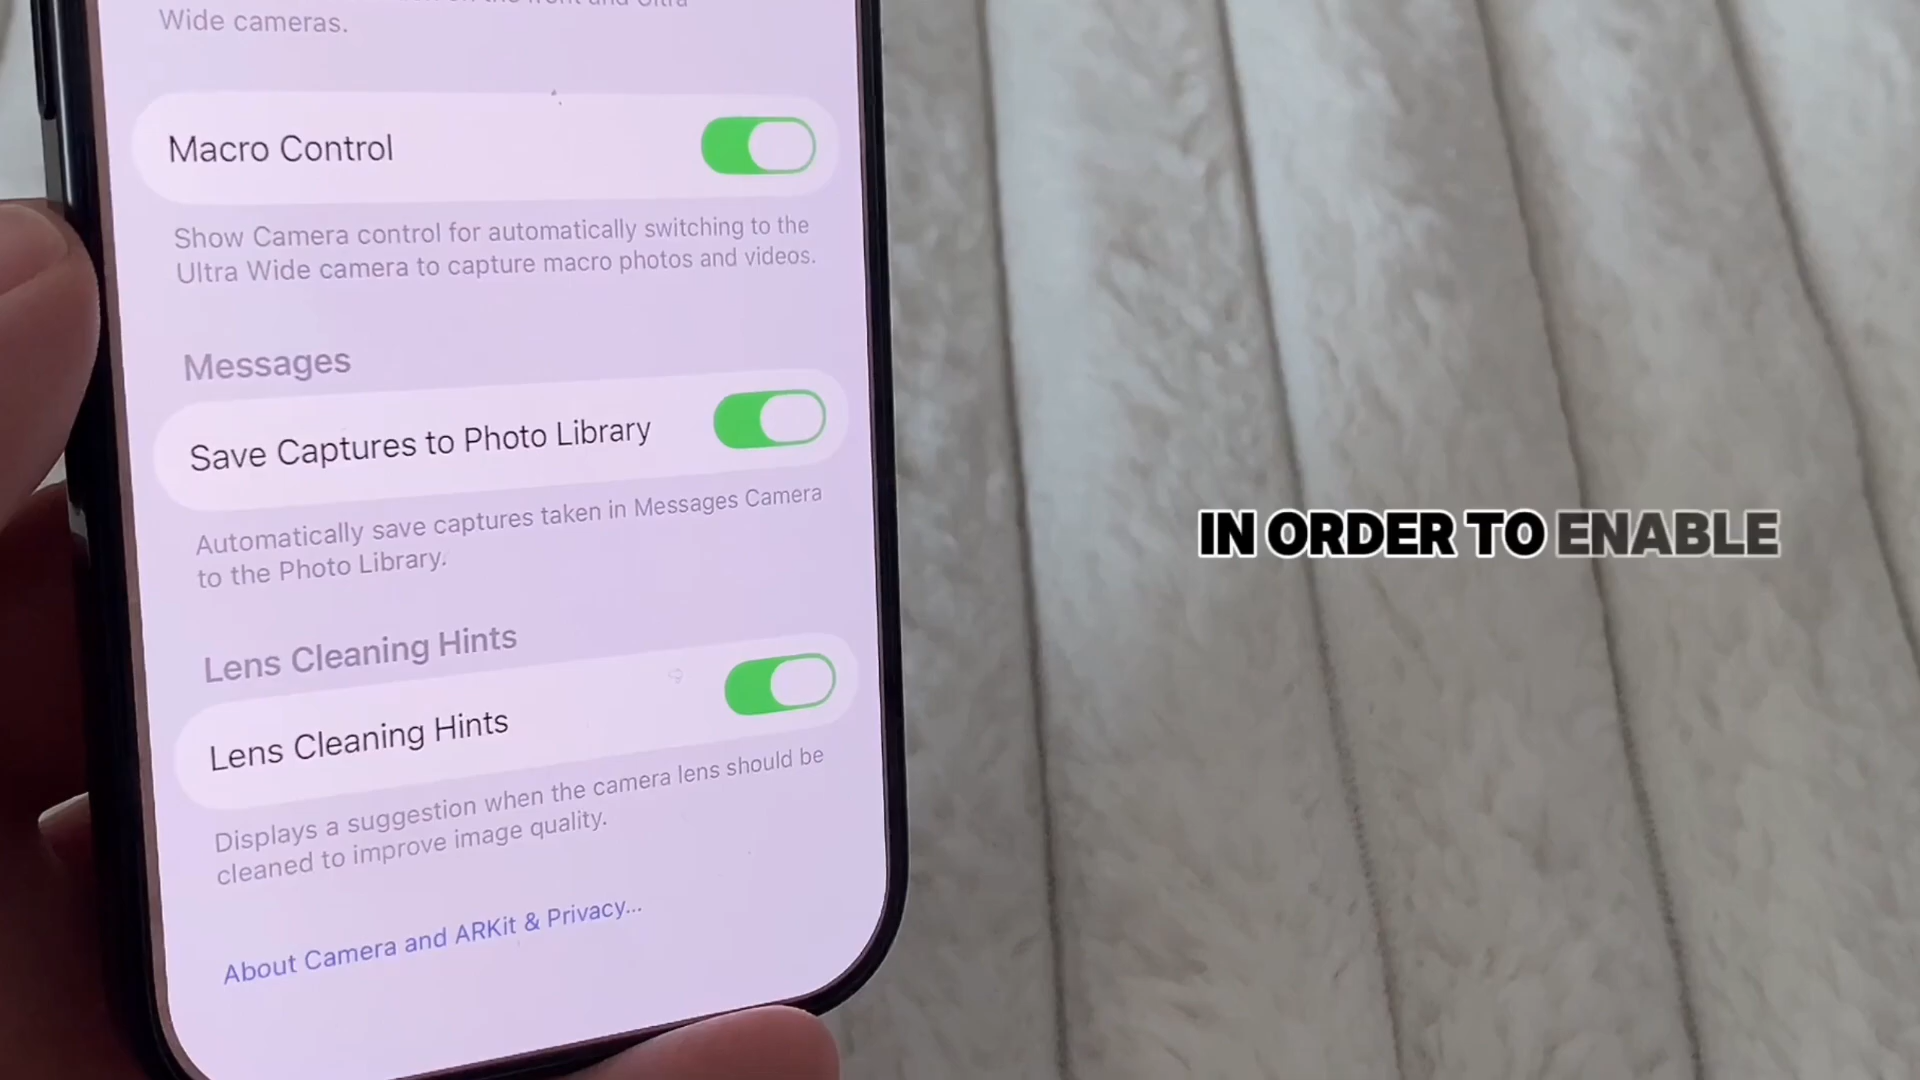 Wide cameras.
Macro Control
Show Camera control for automatically switching to the
Ultra Wide camera to capture macro photos and videos.
Messages
Save Captures to Photo Library
Automatically save captures taken in Messages Camera
to the Photo Library.
Lens Cleaning Hints
Lens Cleaning Hints
Displays a suggestion when the camera lens should be
cleaned to improve image quality.
About Camera and ARKit & Privacy...
IN ORDER TO ENABLE